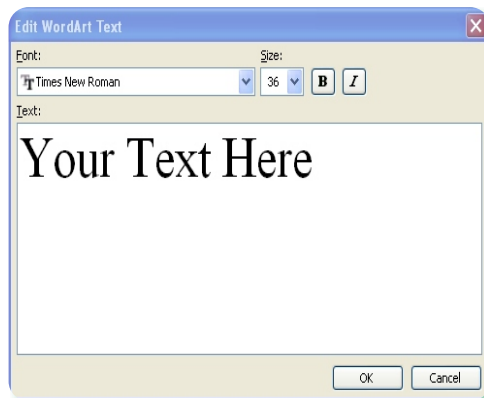 Edit WordArt Text
Font:
Size:
Times New Roman
36
B
I
Text:
Your Text Here
OK
Cancel